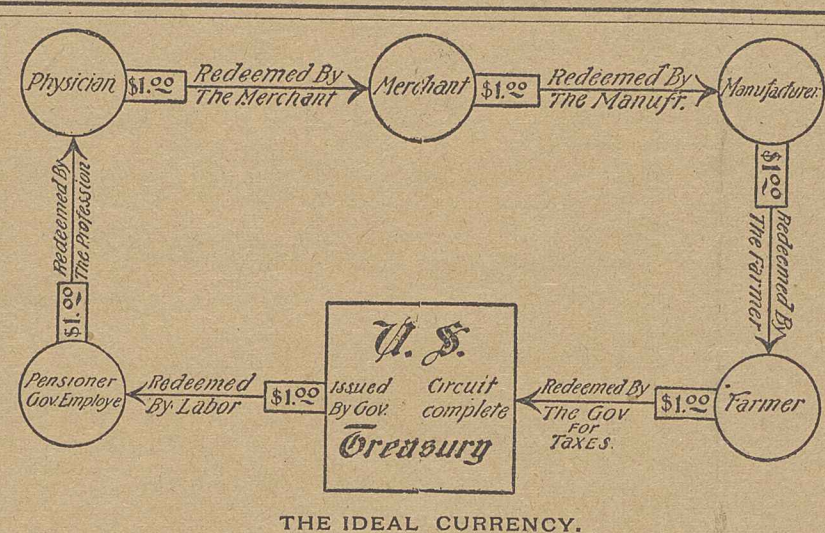 Physician
$1.00
Redeemed By
The Merchant
Merchant
$1.00
Redeemed By
The Manufr.
Manufacturer
$1.00
Redeemed By
The Farmer
Farmer
$1.00
Redeemed By
The Gov
FOR
TAXES.
U. S.
Issued
By Gov.
Circuit
complete
Treasury
$1.00
Redeemed
By Labor
Pensioner
Gov. Employe
$1.00
Redeemed By
The Profession
THE IDEAL CURRENCY.